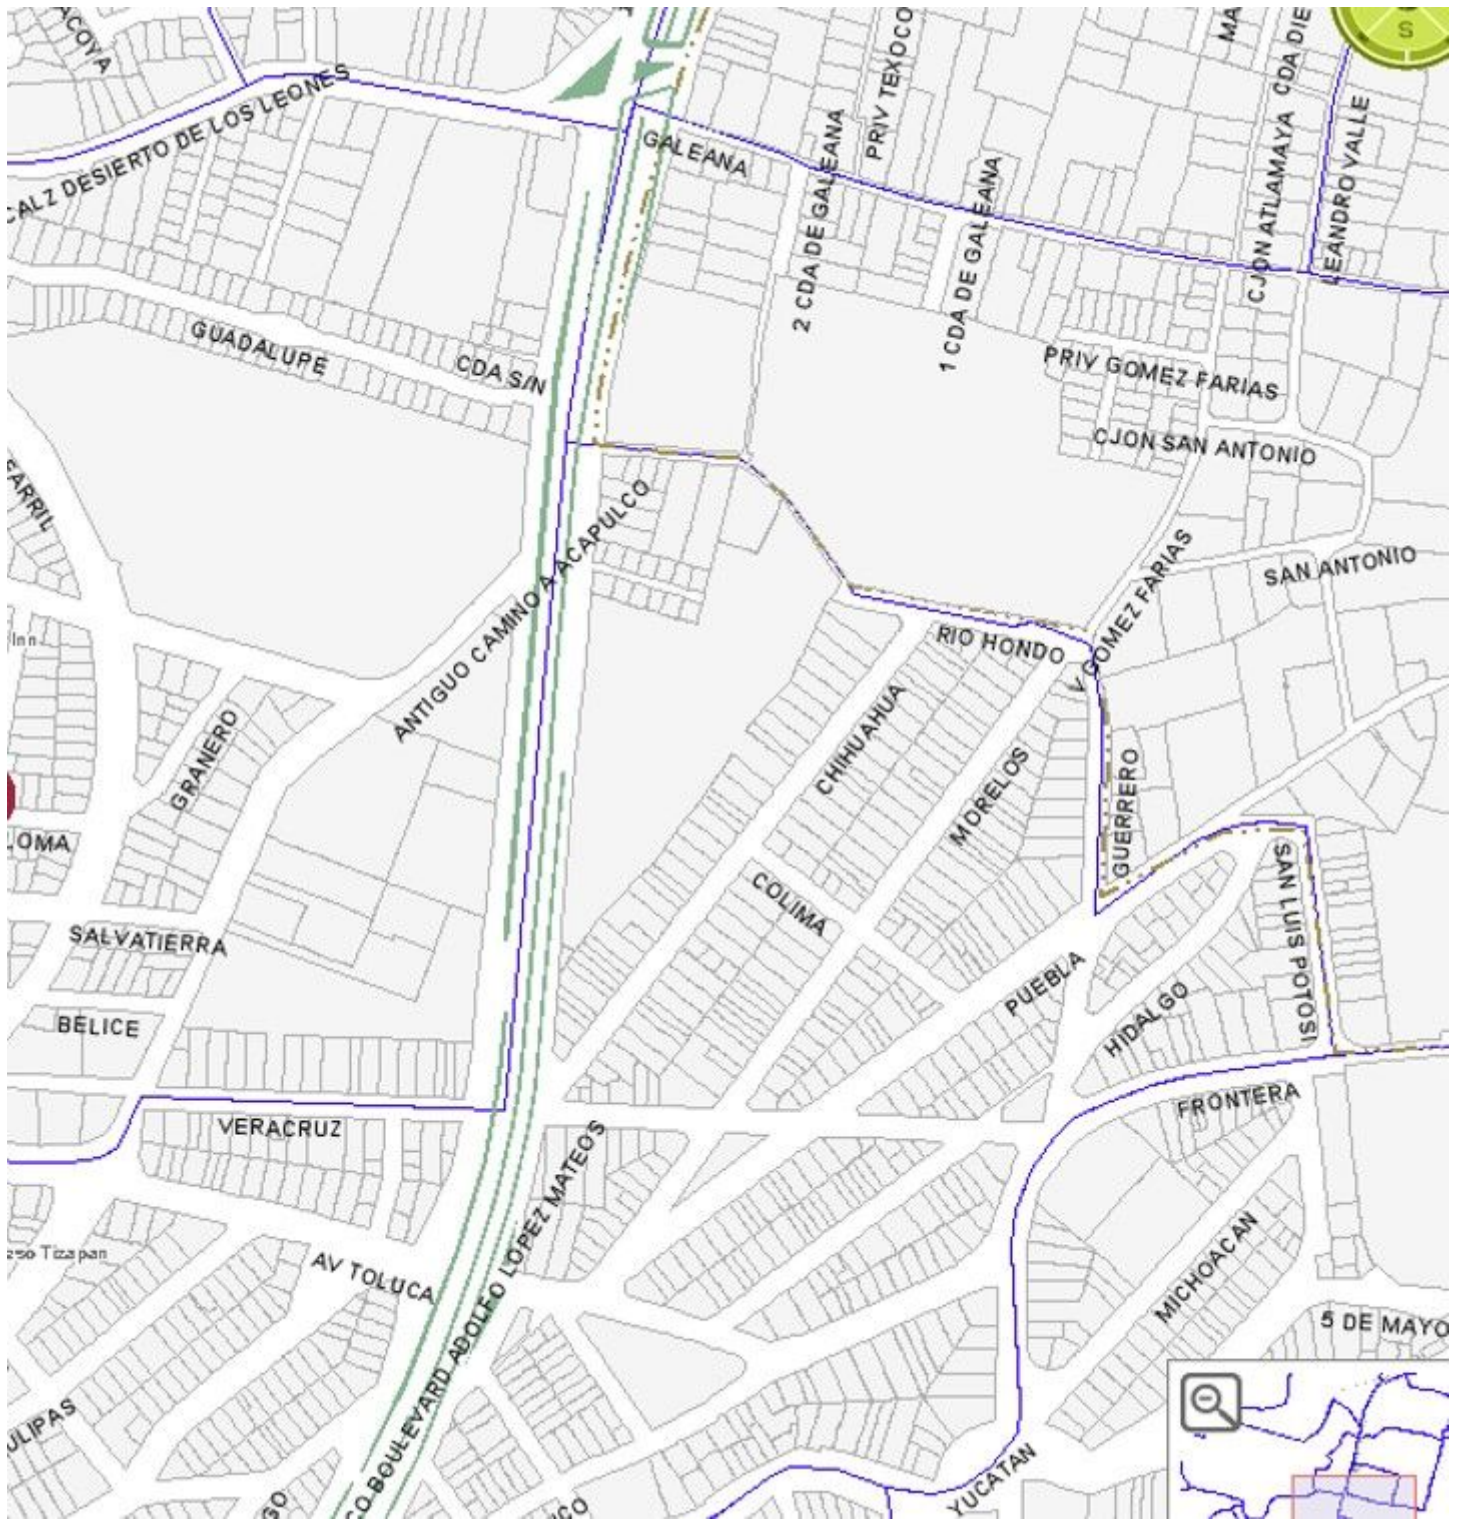 S
CALZ DESIERTO DE LOS LEONES
GALEANA
2 CDA DE GALEANA
PRIV TEXOCO
1 CDA DE GALEANA
CJON ATLAMAYA
CDA DE
LEANDRO VALLE
GUADALUPE
CDA S/N
PRIV GOMEZ FARIAS
CJON SAN ANTONIO
SAN ANTONIO
V GOMEZ FARIAS
ANTIGUO CAMINO A ACAPULCO
RIO HONDO
Inn
GRANERO
CHIHUAHUA
MORELOS
GUERRERO
LOMA
COLIMA
SAN LUIS POTOSI
SALVATIERRA
PUEBLA
HIDALGO
BELICE
VERACRUZ
FRONTERA
BOULEVARD ADOLFO LOPEZ MATEOS
Tizapan
AV TOLUCA
MICHOACAN
5 DE MAYO
YUCATAN